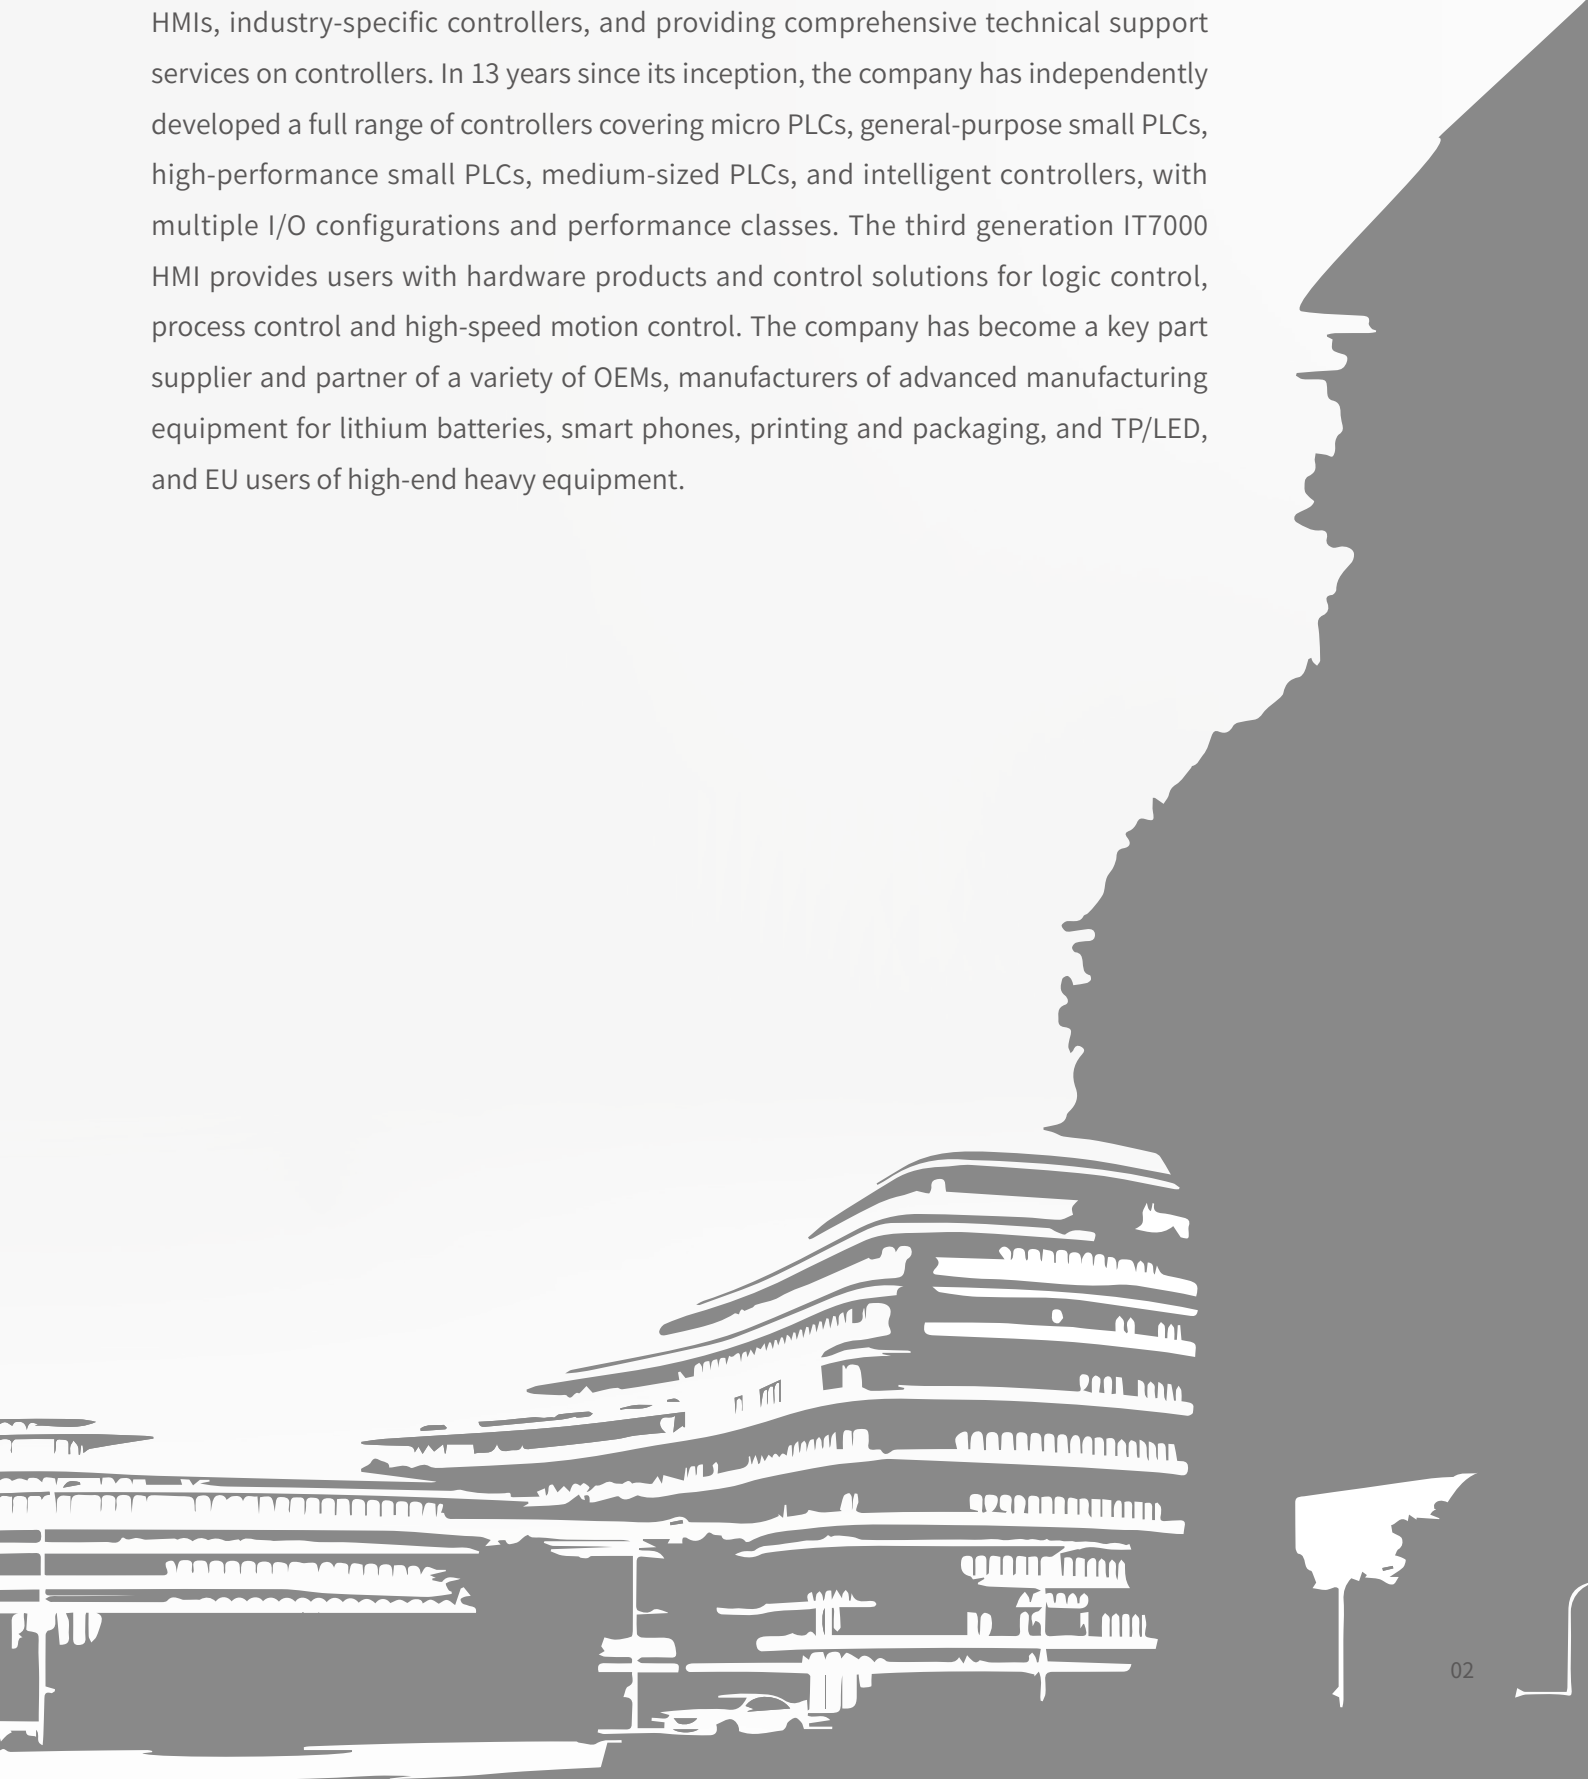 HMIs, industry-specific controllers, and providing comprehensive technical support
services on controllers. In 13 years since its inception, the company has independently
developed a full range of controllers covering micro PLCs, general-purpose small PLCs,
high-performance small PLCs, medium-sized PLCs, and intelligent controllers, with
multiple I/O configurations and performance classes. The third generation IT7000
HMI provides users with hardware products and control solutions for logic control,
process control and high-speed motion control. The company has become a key part
supplier and partner of a variety of OEMs, manufacturers of advanced manufacturing
equipment for lithium batteries, smart phones, printing and packaging, and TP/LED,
and EU users of high-end heavy equipment.
02